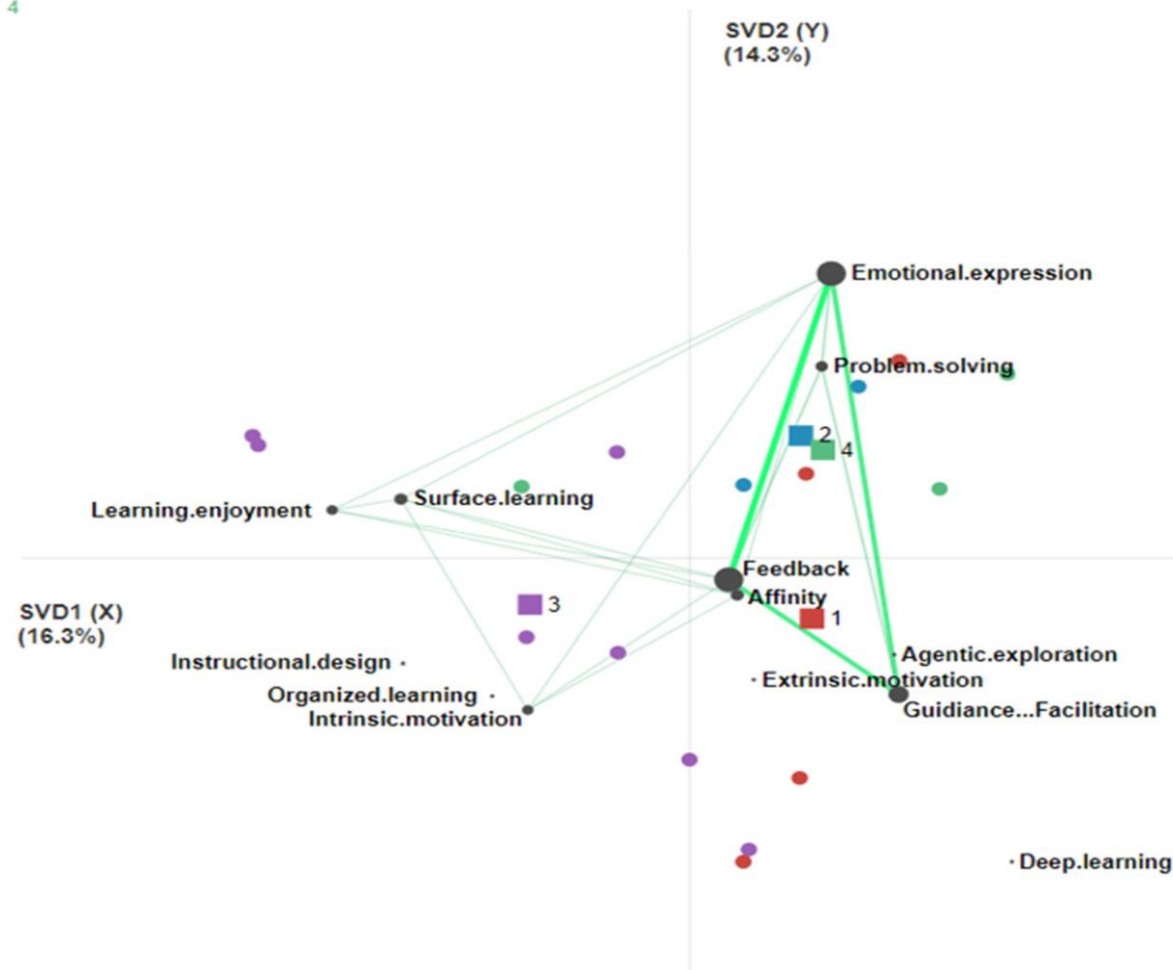 4
SVD2 (Y)
(14.3%)
Emotional.expression
Problem.solving
2
4
Surface.learning
Learning.enjoyment
Feedback
Affinity
3
SVD1 (X)
(16.3%)
1
Agentic.exploration
Instructional.design
Extrinsic.motivation
Organized.learning
Guidiance...Facilitation
Intrinsic.motivation
Deep.learning